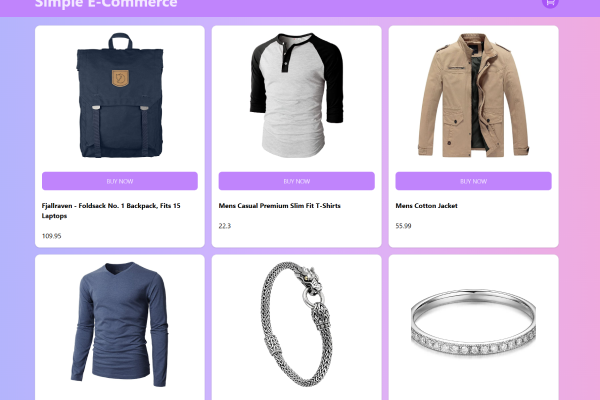 Simple E-Commerce
BUY NOW
BUY NOW
BUY NOW
Fjallraven - Foldsack No. 1 Backpack, Fits 15
Laptops
109.95
Mens Casual Premium Slim Fit T-Shirts
22.3
Mens Cotton Jacket
55.99